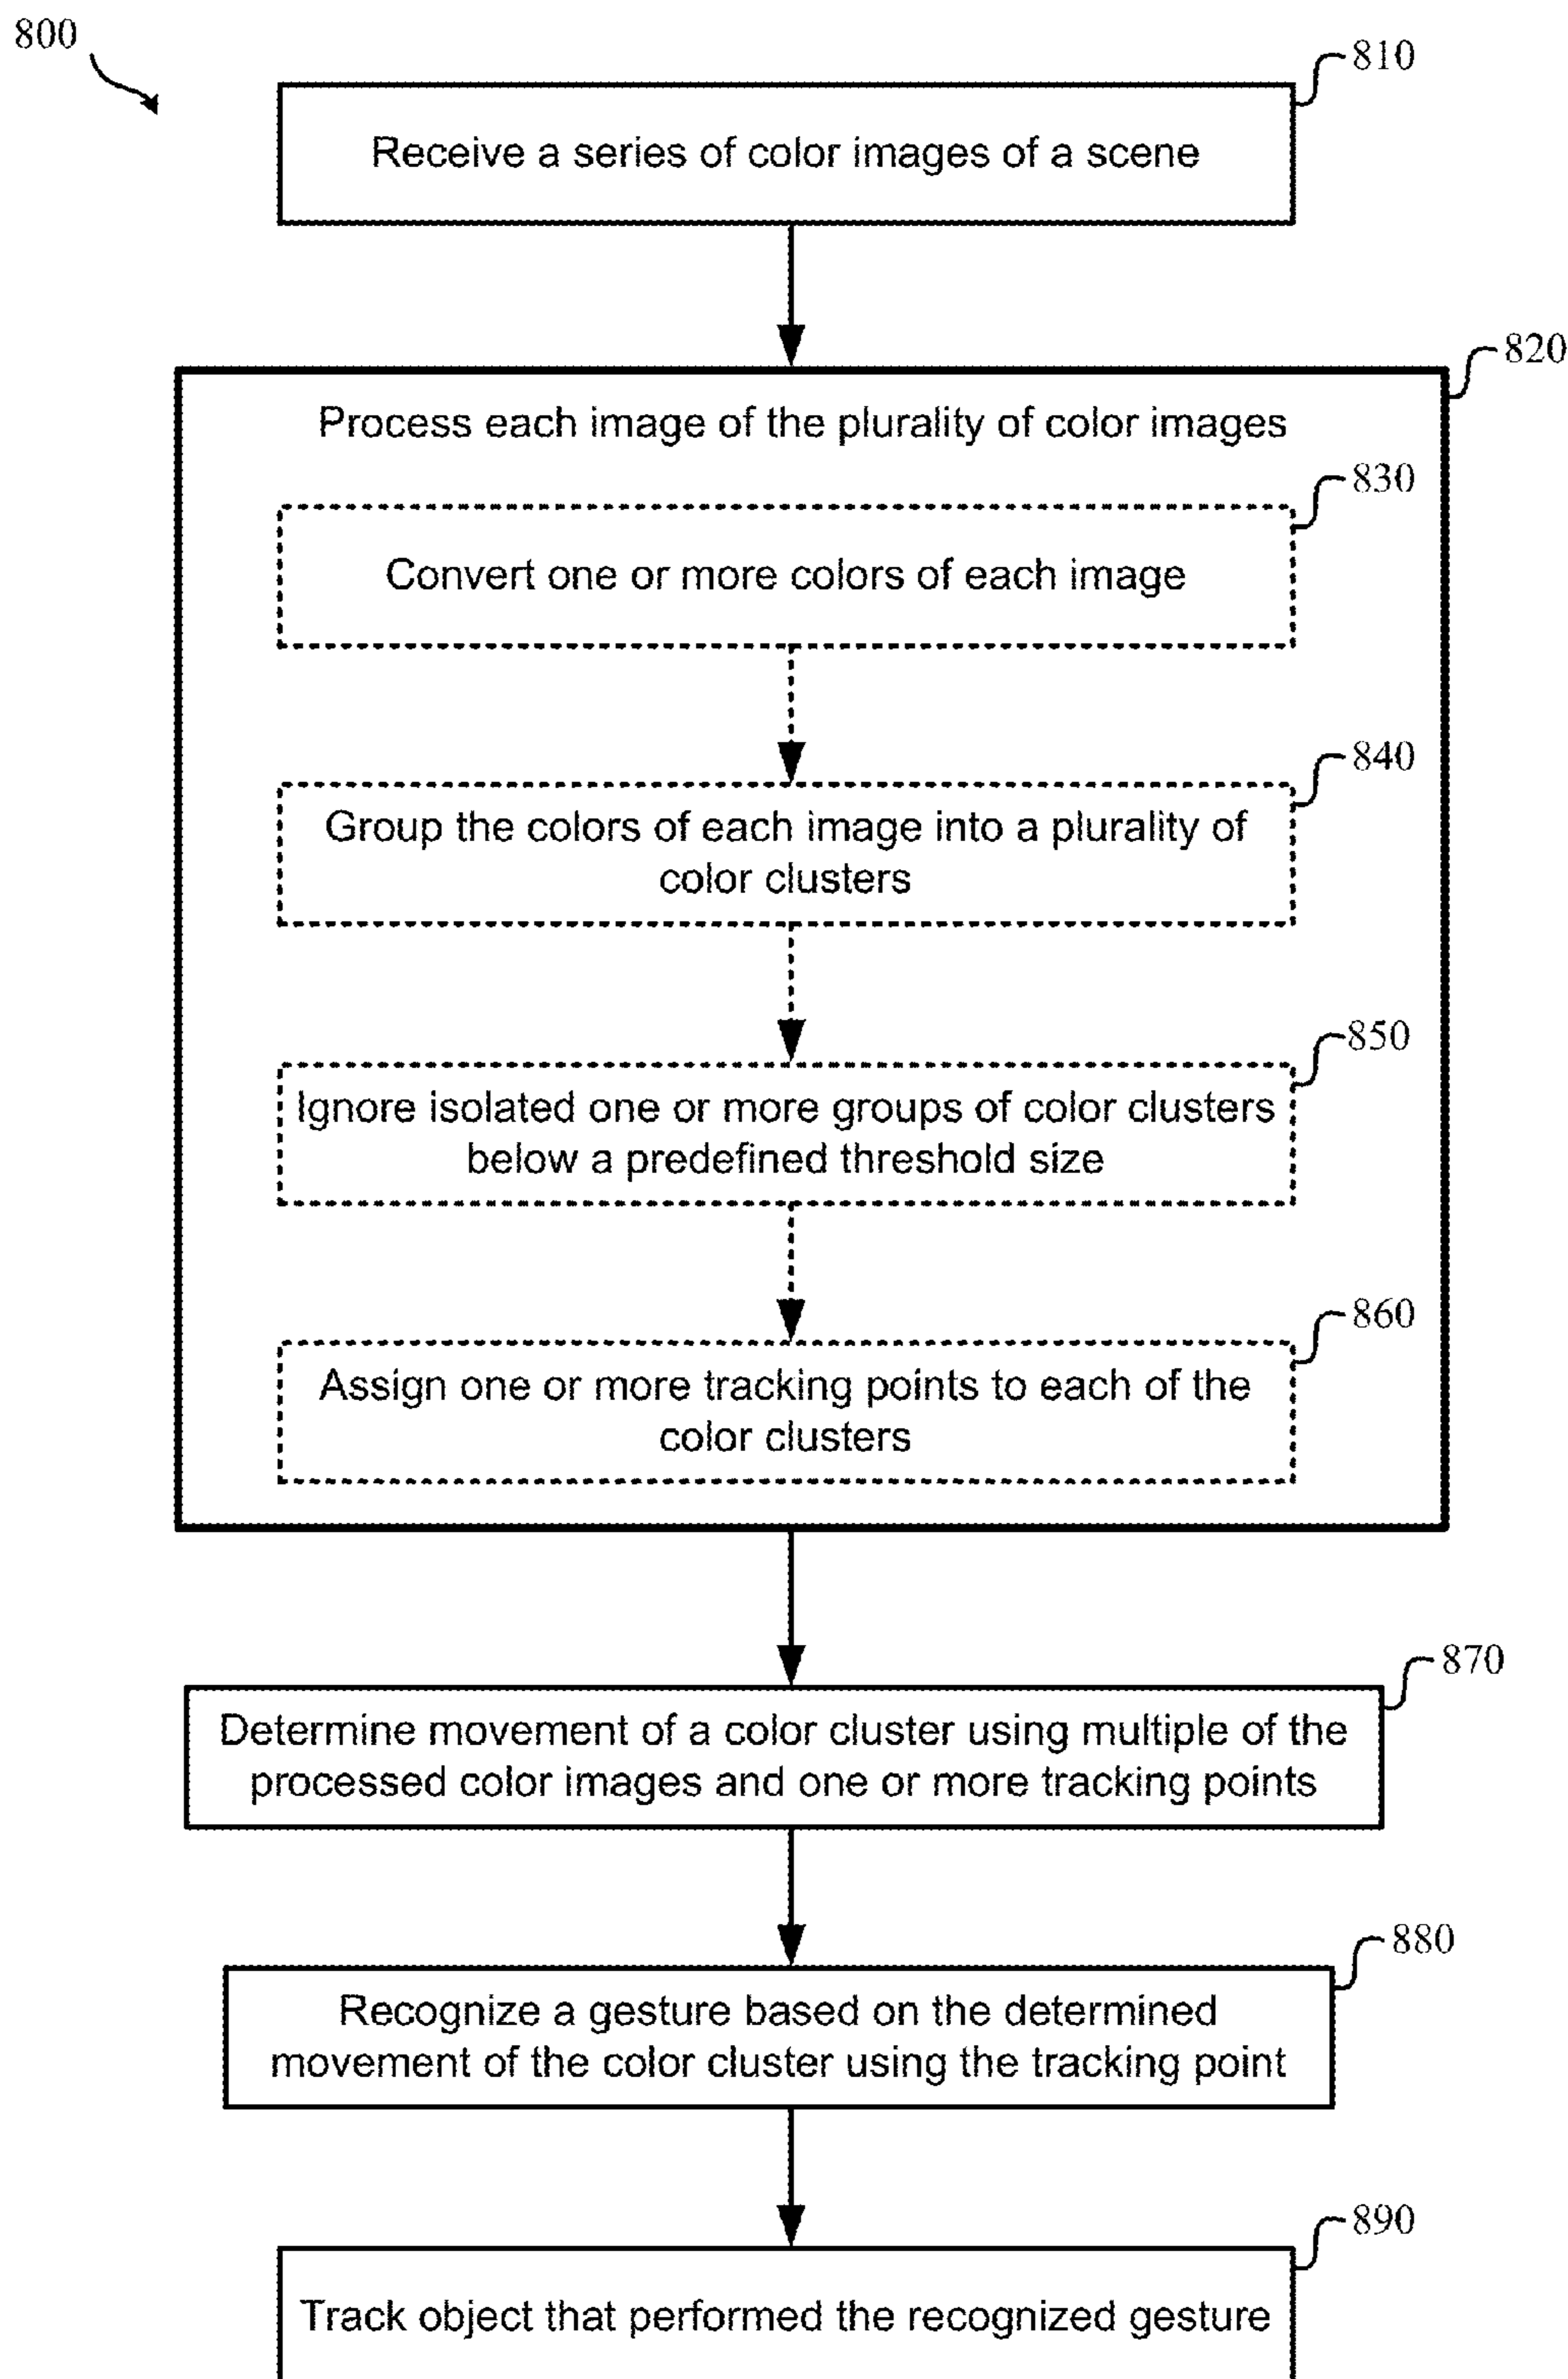 800
810
Receive a series of color images of a scene
820
Process each image of the plurality of color images
830
Convert one or more colors of each image
840
Group the colors of each image into a plurality of
color clusters
850
Ignore isolated one or more groups of color clusters
below a predefined threshold size
860
Assign one or more tracking points to each of the
color clusters
870
Determine movement of a color cluster using multiple of the
processed color images and one or more tracking points
880
Recognize a gesture based on the determined
movement of the color cluster using the tracking point
890
Track object that performed the recognized gesture